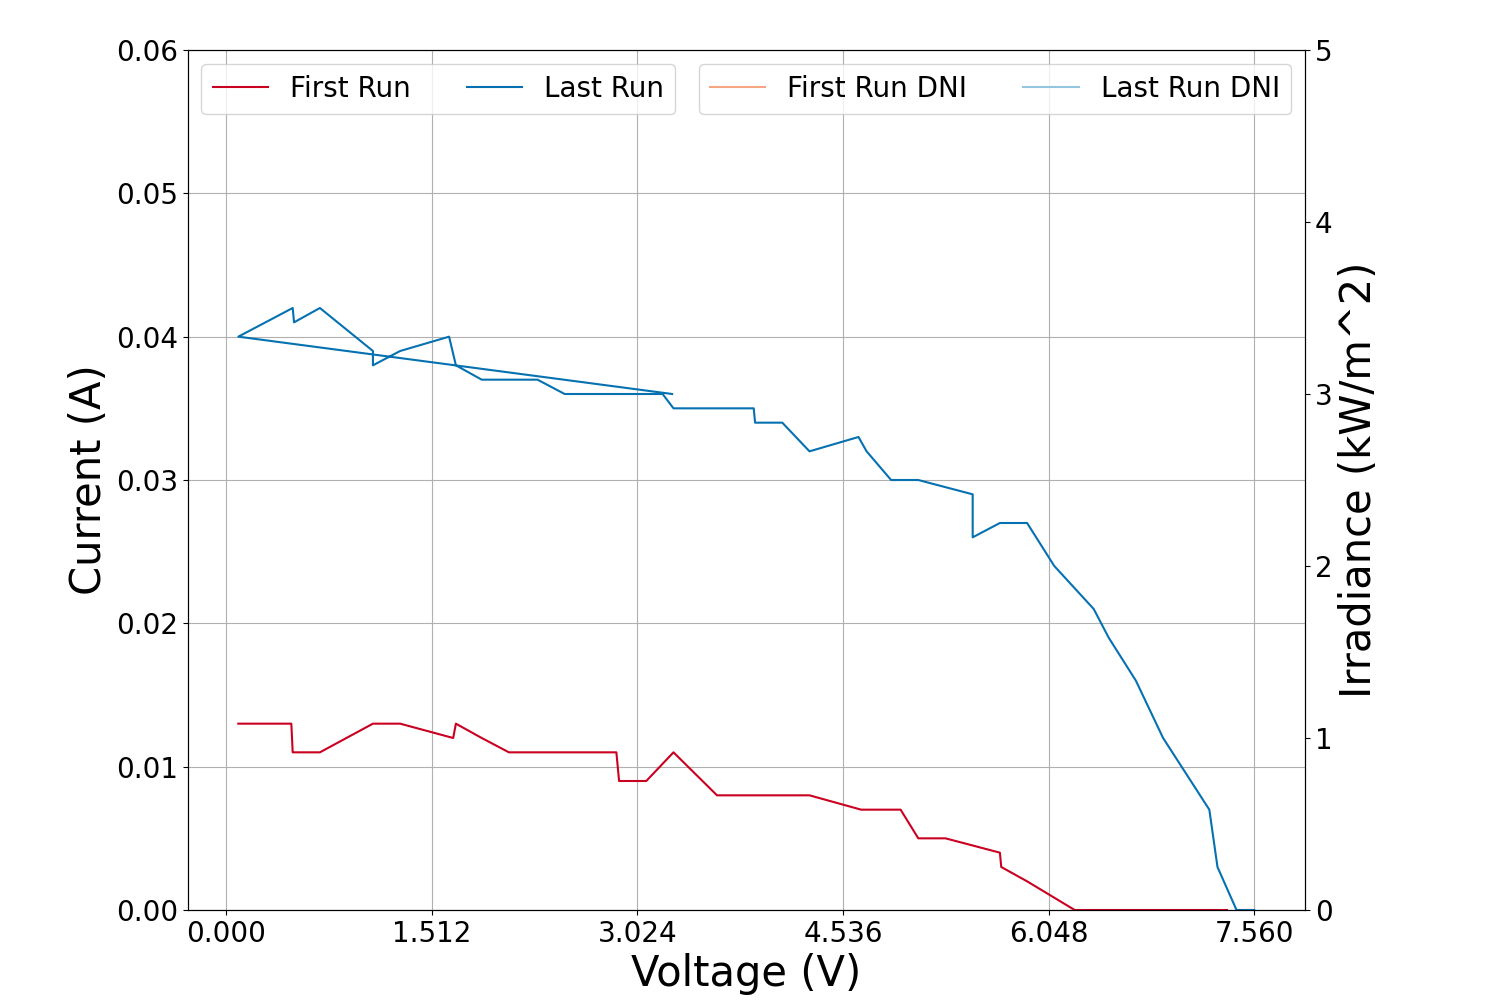 First Run
Last Run
First Run DNI
Last Run DNI
0.06
0.05
0.04
0.03
0.02
0.01
0.00
Current (A)
5
4
3
2
1
0
Irradiance (kW/m^2)
0.000
1.512
3.024
4.536
6.048
7.560
Voltage (V)